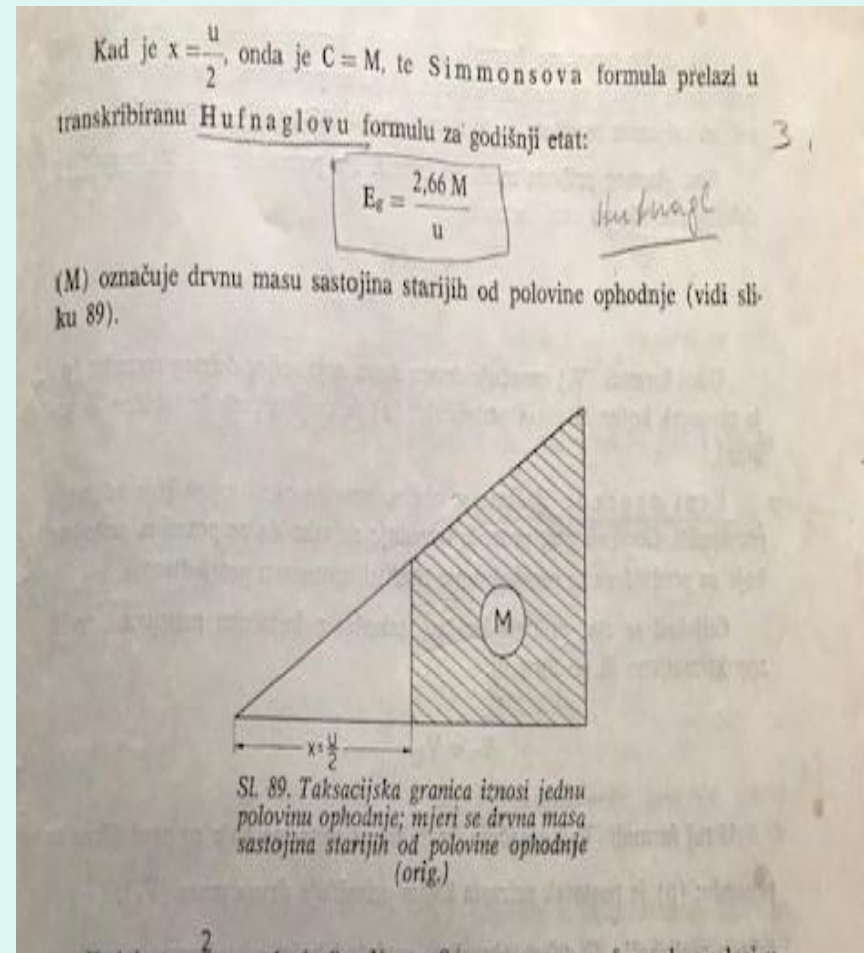 Kad je x = u/2, onda je C = M, te Simmonsova formula prelazi u
transkribiranu Hufnaglovu formulu za godišnji etat:
3.
Eg = 2,66 M / u
Hufnagl
(M) označuje drvnu masu sastojina starijih od polovine ophodnje (vidi sli-
ku 89).
M
x = u/2
SL. 89. Taksacijska granica iznosi jednu
polovinu ophodnje; mjeri se drvna masa
sastojina starijih od polovine ophodnje
(orig.)
2